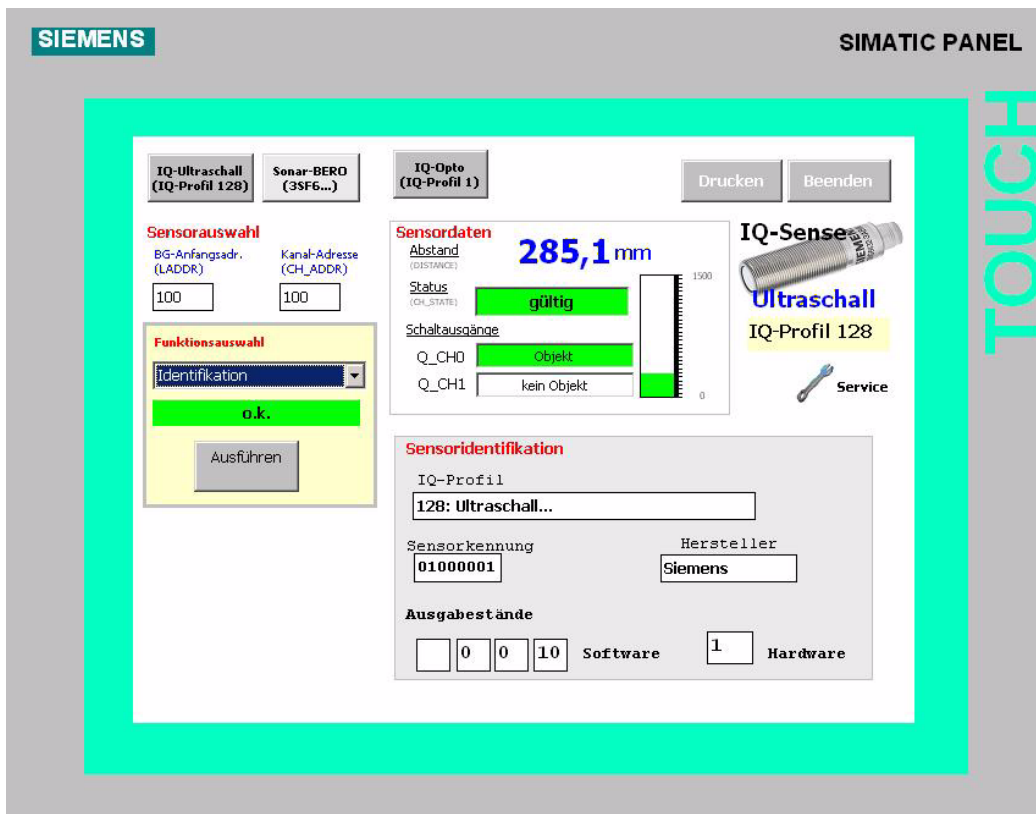 SIEMENS
SIMATIC PANEL
TOUCH
IQ-Ultraschall
(IQ-Profil 128)
Sonar-BERO
(3SF6...)
IQ-Opto
(IQ-Profil 1)
Drucken
Beenden
Sensorauswahl
BG-Anfangsadr.
(LADDR)
Kanal-Adresse
(CH_ADDR)
100
100
Funktionsauswahl
Identifikation
o.k.
Ausführen
Sensordaten
Abstand
(DISTANCE)
285,1 mm
Status
(CH_STATE)
gültig
Schaltausgänge
Q_CH0
Objekt
Q_CH1
kein Objekt
1500
0
IQ-Sense
SIEMENS
Ultraschall
IQ-Profil 128
Service
Sensoridentifikation
IQ-Profil
128: Ultraschall...
Sensorkennung
Hersteller
01000001
Siemens
Ausgabestände
0 0 10 Software
1 Hardware